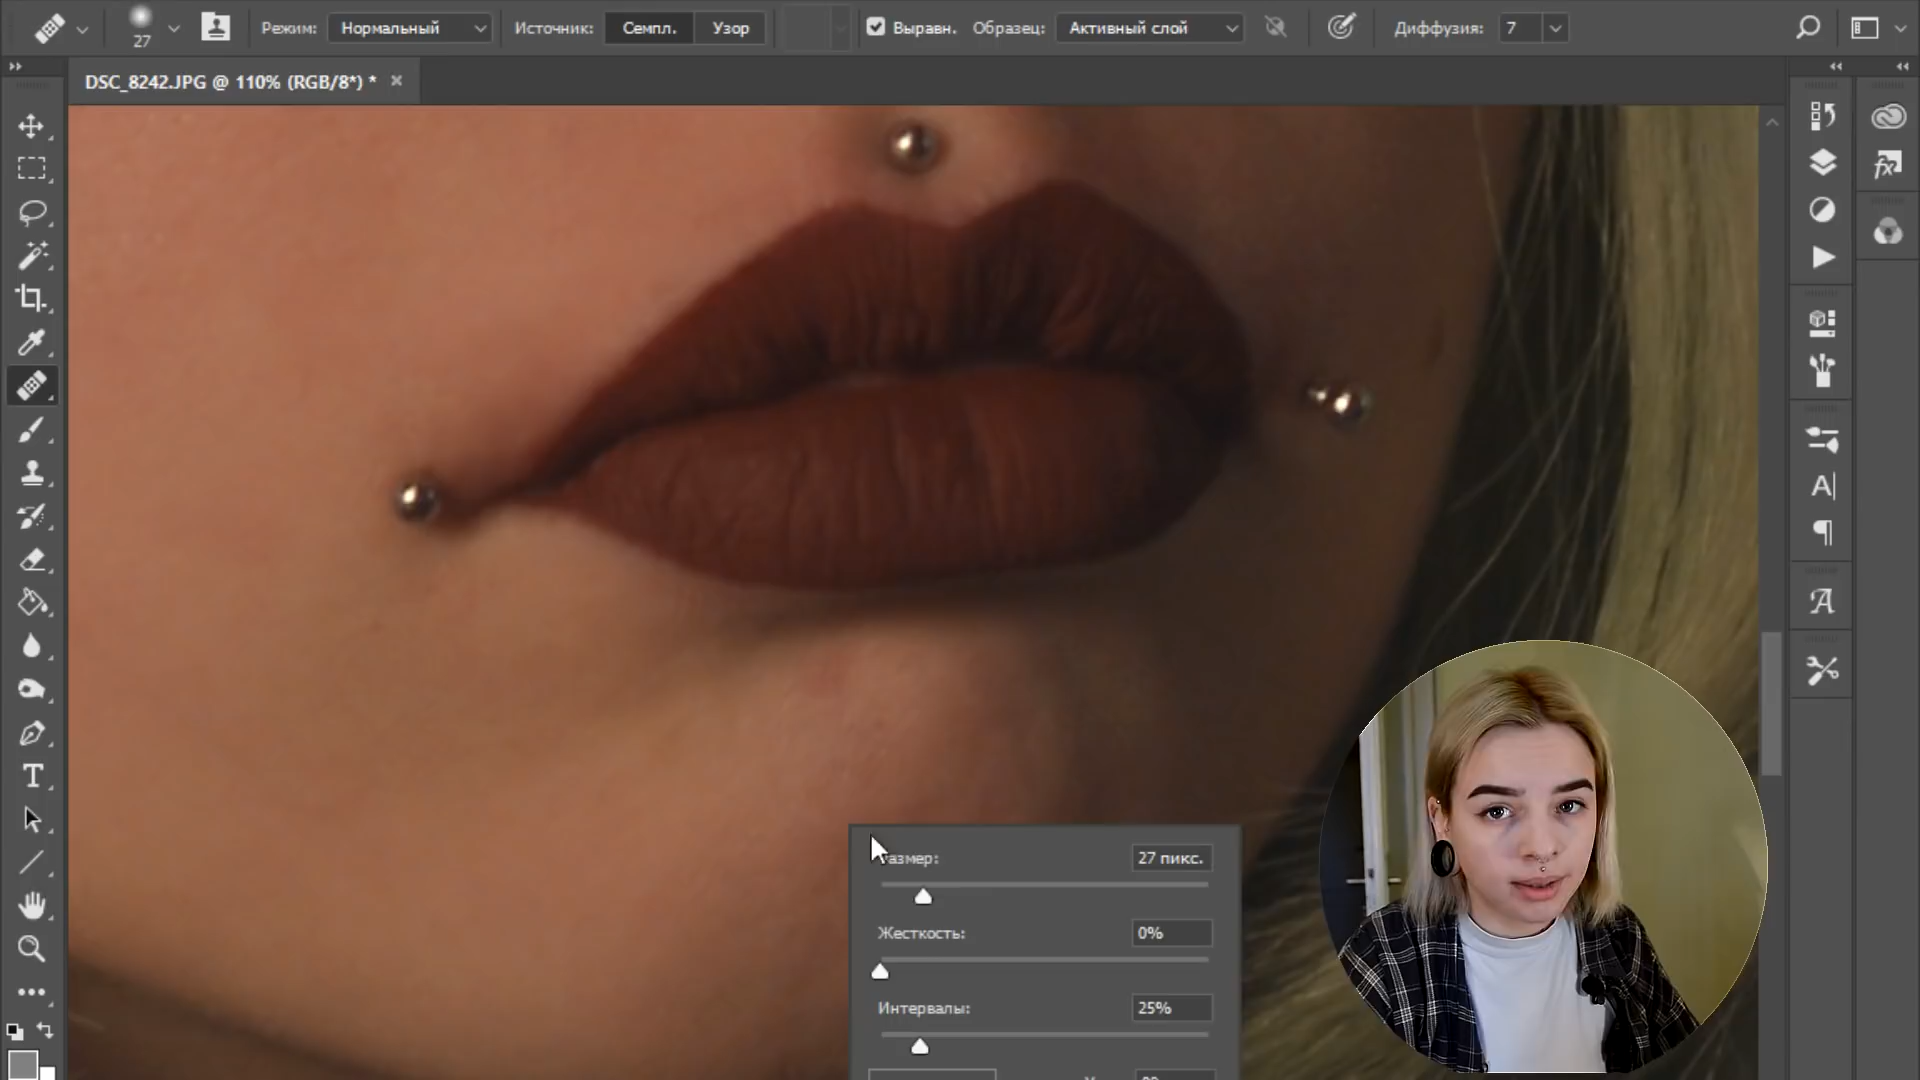 27
Режим: Нормальный Источник: Семпл. Узор Выравн. Образец: Активный слой Диффузия: 7
DSC_8242.JPG @ 110% (RGB/8*) *
азмер: 27 пикс.
Жесткость: 0%
Интервалы: 25%